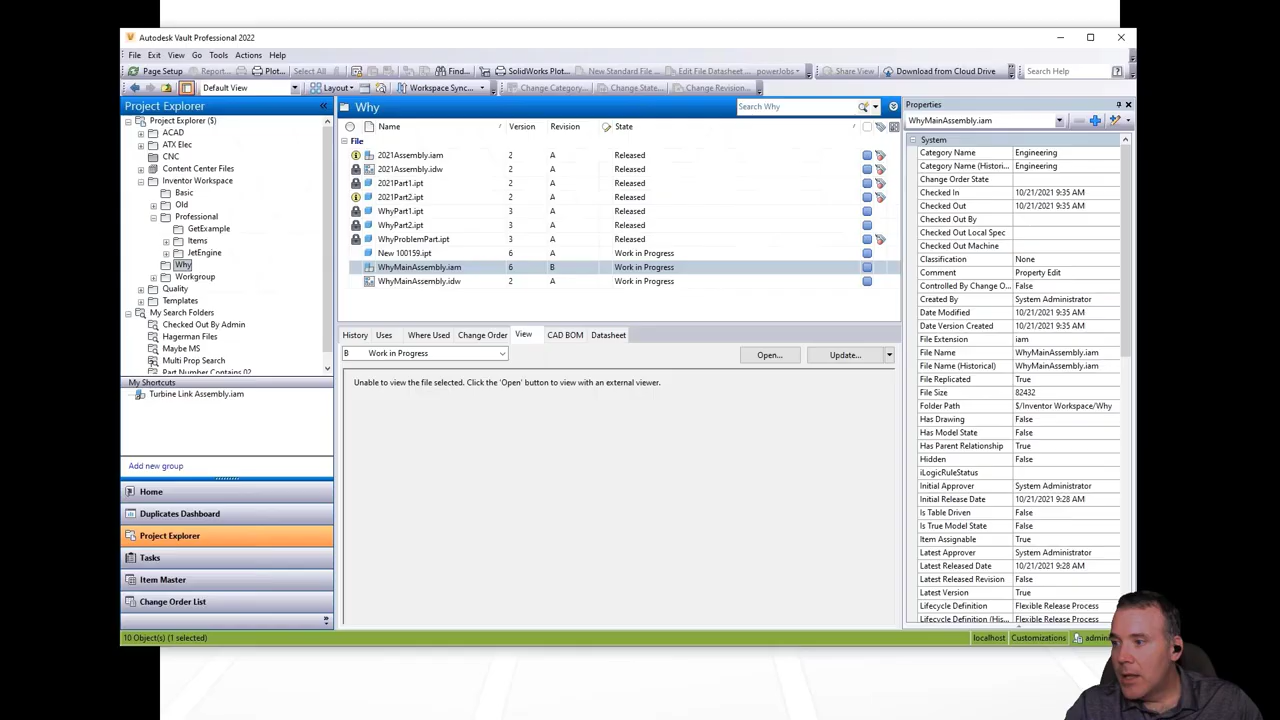 Autodesk Vault Professional 2022
File Exit View Go Tools Actions Help
Page Setup Report... Plot... Select All Find... SolidWorks Plot... New Standard File... Edit File Datasheet... powerJobs Share View Download from Cloud Drive Search Help
Default View Layout Workspace Sync... Change Category... Change State... Change Revision...
Project Explorer
Project Explorer ($)
ACAD
ATX Elec
CNC
Content Center Files
Inventor Workspace
Basic
Old
Professional
GetExample
Items
JetEngine
Why
Workgroup
Quality
Templates
My Search Folders
Checked Out By Admin
Hagerman Files
Maybe MS
Multi Prop Search
Part Number Contains 02
My Shortcuts
Turbine Link Assembly.iam
Add new group
Home
Duplicates Dashboard
Project Explorer
Tasks
Item Master
Change Order List
Why
Search Why
Name Version Revision State
File
2021Assembly.iam 2 A Released
2021Assembly.idw 2 A Released
2021Part1.ipt 2 A Released
2021Part2.ipt 2 A Released
WhyPart1.ipt 3 A Released
WhyPart2.ipt 3 A Released
WhyProblemPart.ipt 3 A Released
New 100159.ipt 6 A Work in Progress
WhyMainAssembly.iam 6 B Work in Progress
WhyMainAssembly.idw 2 A Work in Progress
History Uses Where Used Change Order View CAD BOM Datasheet
B Work in Progress
Open... Update...
Unable to view the file selected. Click the 'Open' button to view with an external viewer.
Properties
WhyMainAssembly.iam
System
Category Name Engineering
Category Name (Histori... Engineering
Change Order State
Checked In 10/21/2021 9:35 AM
Checked Out 10/21/2021 9:35 AM
Checked Out By
Checked Out Local Spec
Checked Out Machine
Classification None
Comment Property Edit
Controlled By Change O... False
Created By System Administrator
Date Modified 10/21/2021 9:35 AM
Date Version Created 10/21/2021 9:35 AM
File Extension iam
File Name WhyMainAssembly.iam
File Name (Historical) WhyMainAssembly.iam
File Replicated True
File Size 82432
Folder Path $/Inventor Workspace/Why
Has Drawing False
Has Model State False
Has Parent Relationship True
Hidden False
iLogicRuleStatus
Initial Approver System Administrator
Initial Release Date 10/21/2021 9:28 AM
Is Table Driven False
Is True Model State False
Item Assignable True
Latest Approver System Administrator
Latest Released Date 10/21/2021 9:28 AM
Latest Released Revision False
Latest Version True
Lifecycle Definition Flexible Release Process
Lifecycle Definition (His... Flexible Release Process
10 Object(s) (1 selected) localhost Customizations